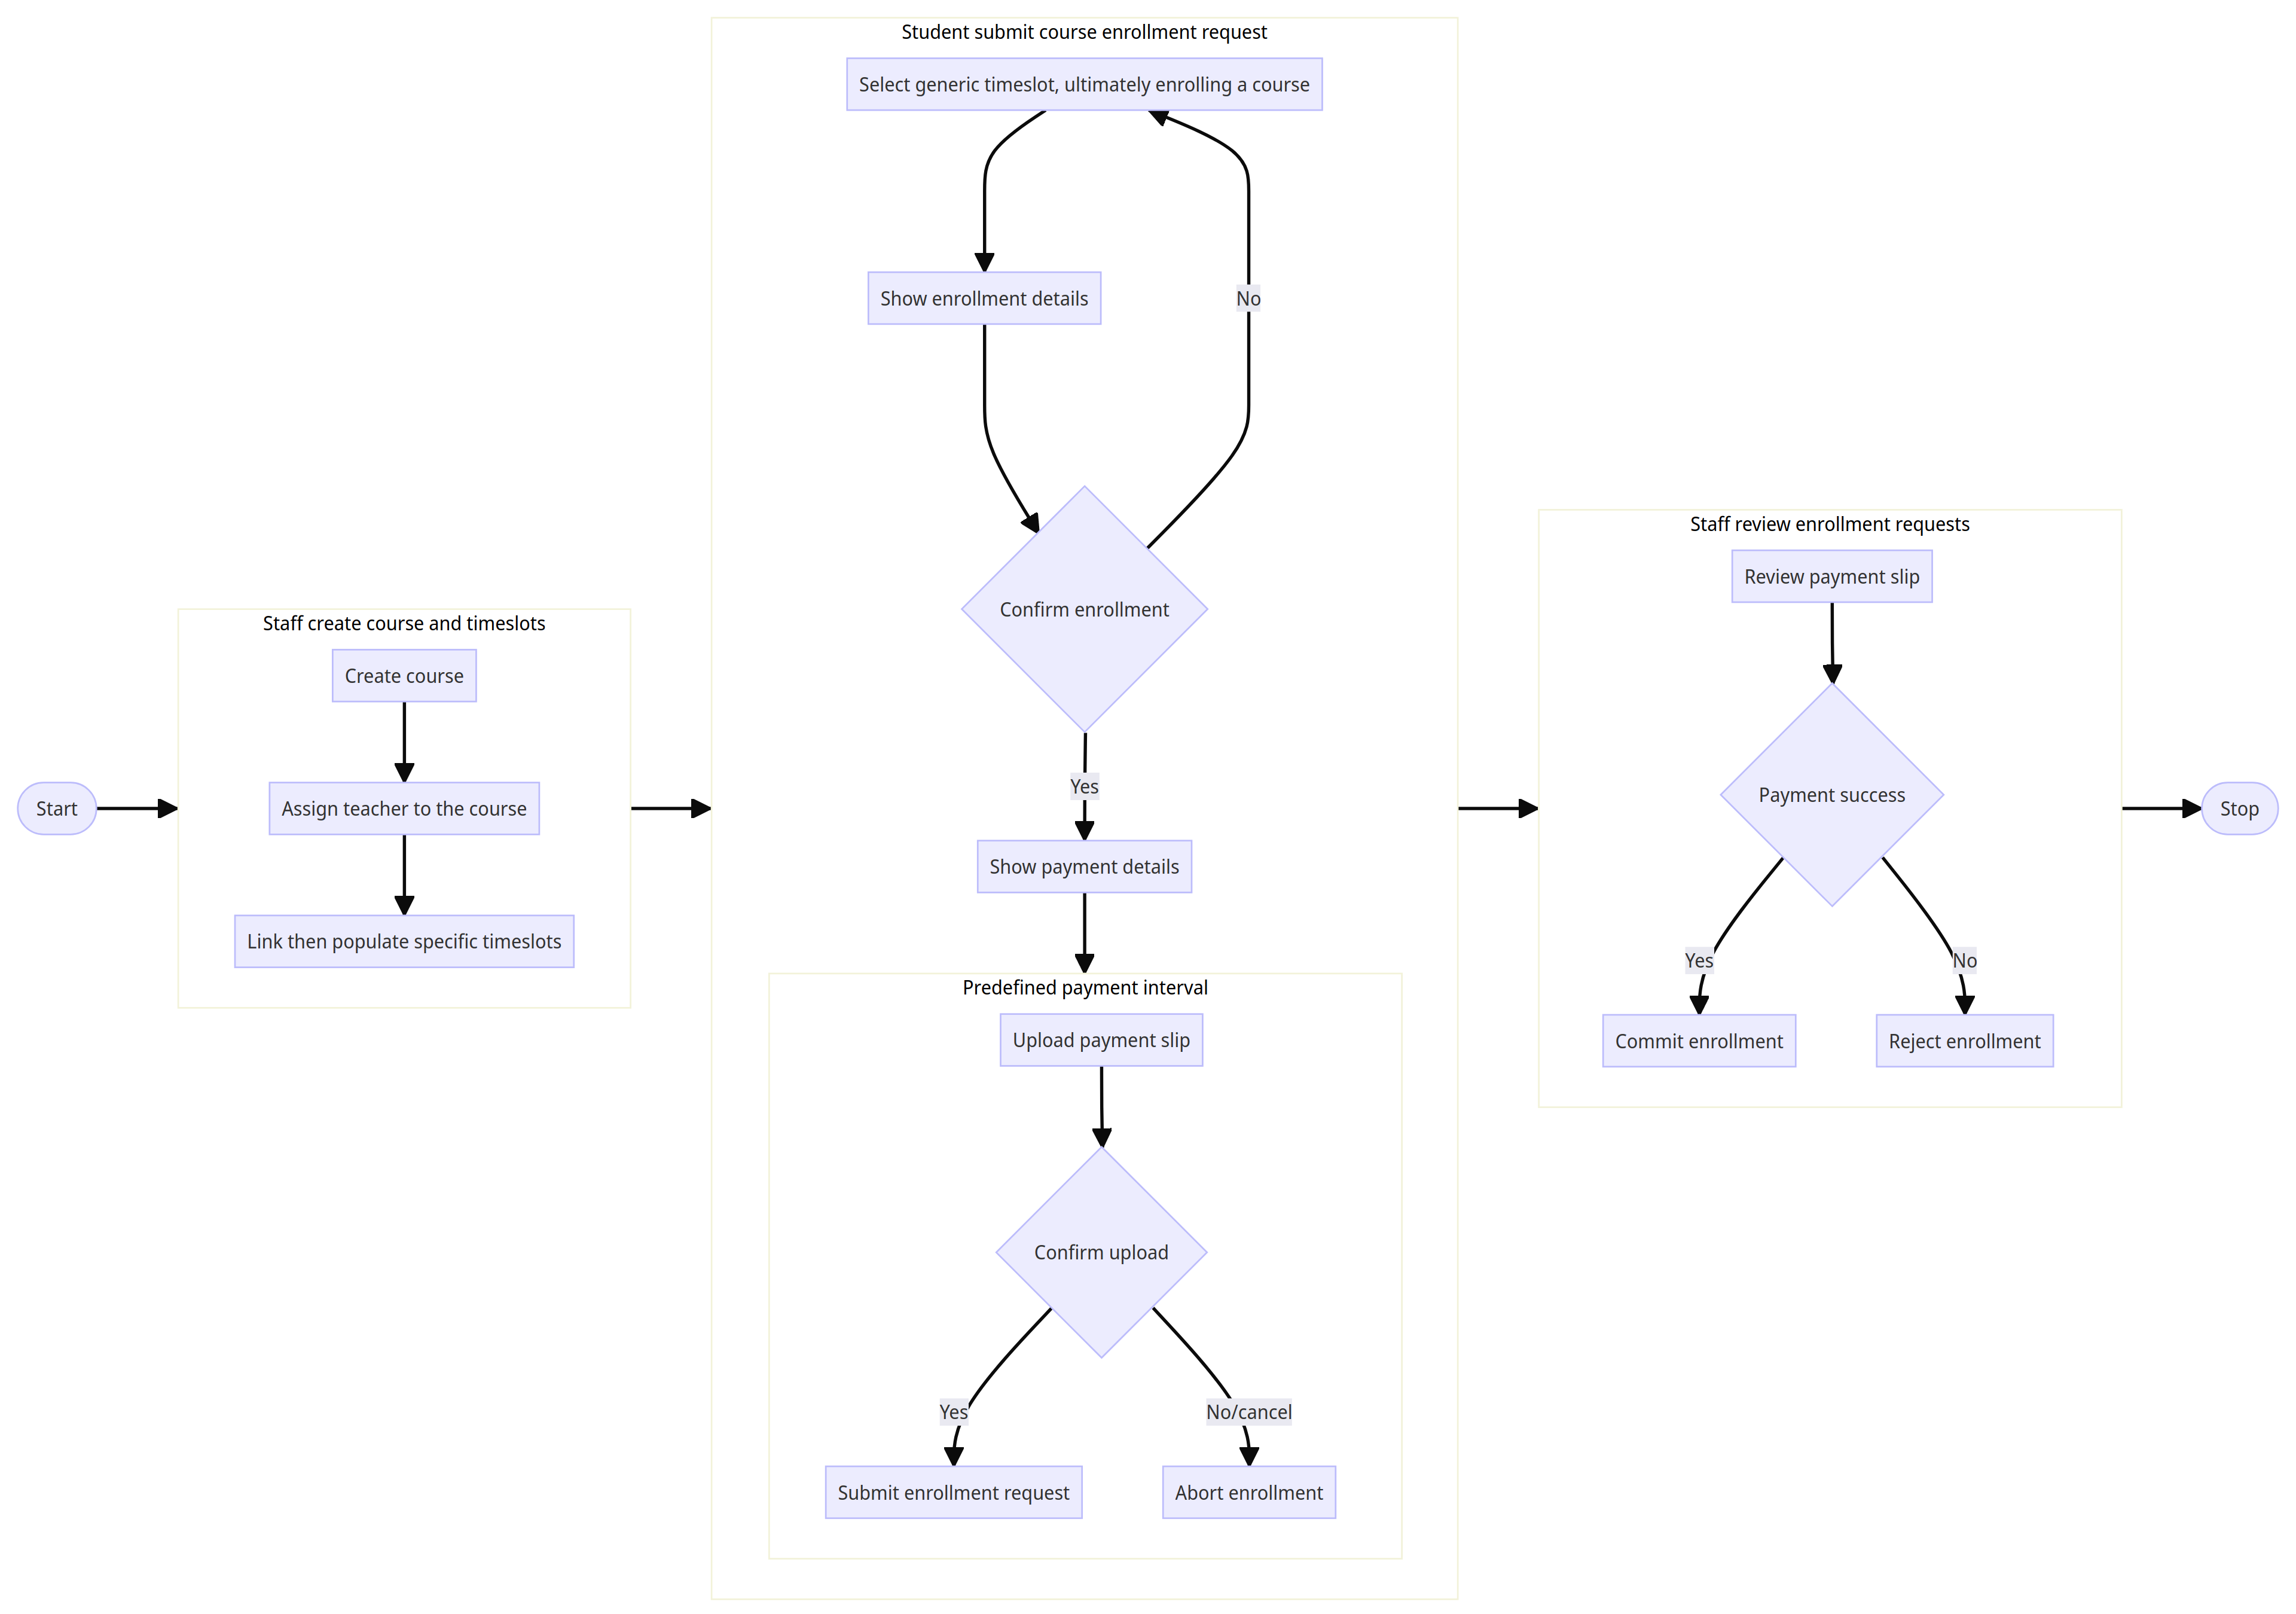 Start
Staff create course and timeslots
Create course
Assign teacher to the course
Link then populate specific timeslots
Student submit course enrollment request
Select generic timeslot, ultimately enrolling a course
Show enrollment details
No
Confirm enrollment
Yes
Show payment details
Predefined payment interval
Upload payment slip
Confirm upload
Yes
No/cancel
Submit enrollment request
Abort enrollment
Staff review enrollment requests
Review payment slip
Payment success
Yes
No
Commit enrollment
Reject enrollment
Stop